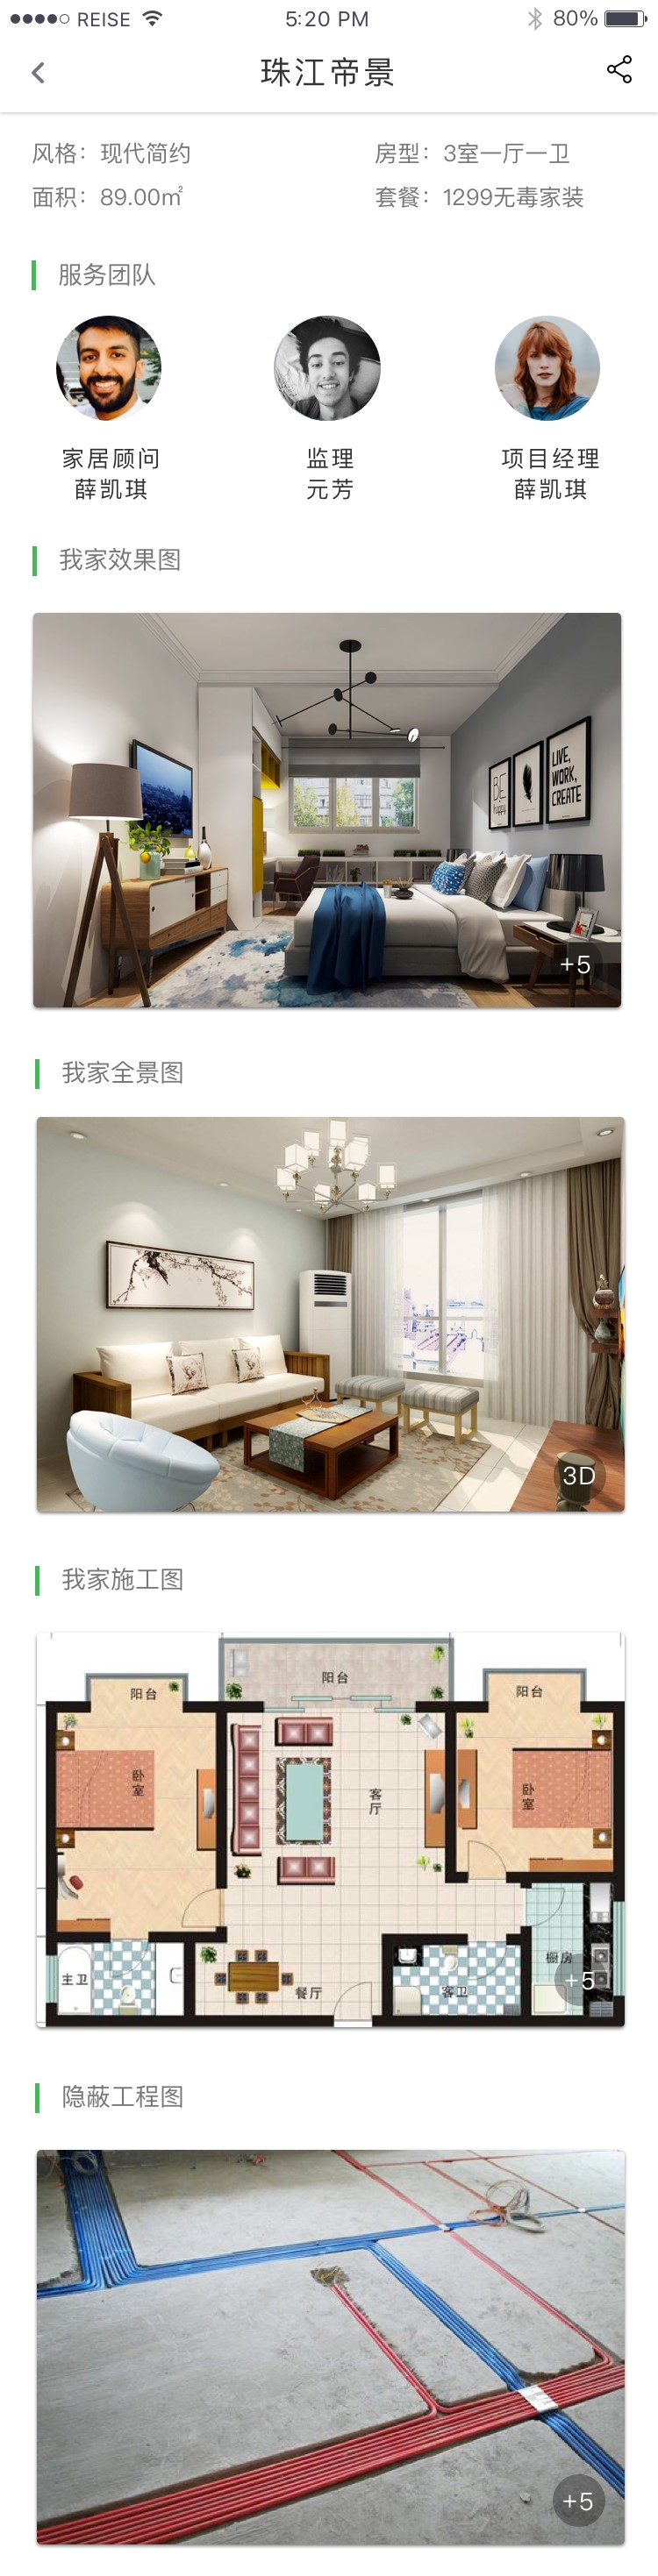 REISE 5:20 PM 80%
珠江帝景
风格：现代简约 房型：3室一厅一卫
面积：89.00㎡ 套餐：1299无毒家装
服务团队
家居顾问 监理 项目经理
薛凯琪 元芳 薛凯琪
我家效果图
BE
happy
LIVE,
WORK,
CREATE
+5
我家全景图
3D
我家施工图
阳台
阳台 阳台
卧室 客厅 卧室
主卫 餐厅 客卫 橱房
+5
隐蔽工程图
+5